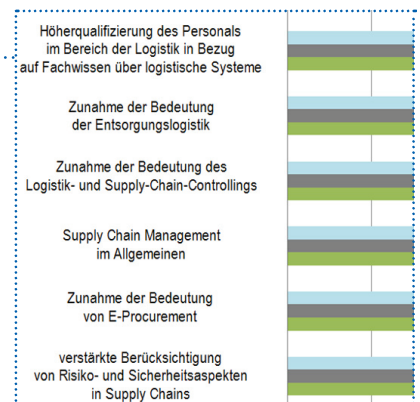 Höherqualifizierung des Personals
im Bereich der Logistik in Bezug
auf Fachwissen über logistische Systeme
Zunahme der Bedeutung
der Entsorgungslogistik
Zunahme der Bedeutung des
Logistik- und Supply-Chain-Controllings
Supply Chain Management
im Allgemeinen
Zunahme der Bedeutung
von E-Procurement
verstärkte Berücksichtigung
von Risiko- und Sicherheitsaspekten
in Supply Chains